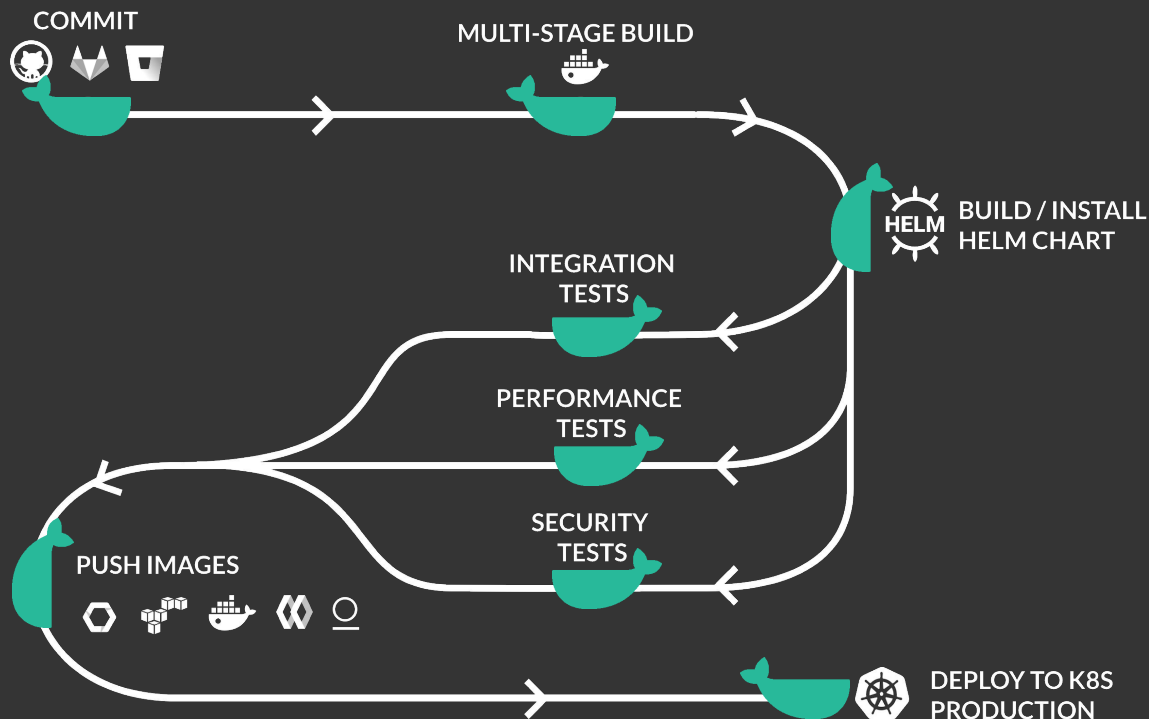 COMMIT
MULTI-STAGE BUILD
HELM
BUILD / INSTALL
HELM CHART
INTEGRATION
TESTS
PERFORMANCE
TESTS
SECURITY
TESTS
PUSH IMAGES
DEPLOY TO K8S
PRODUCTION